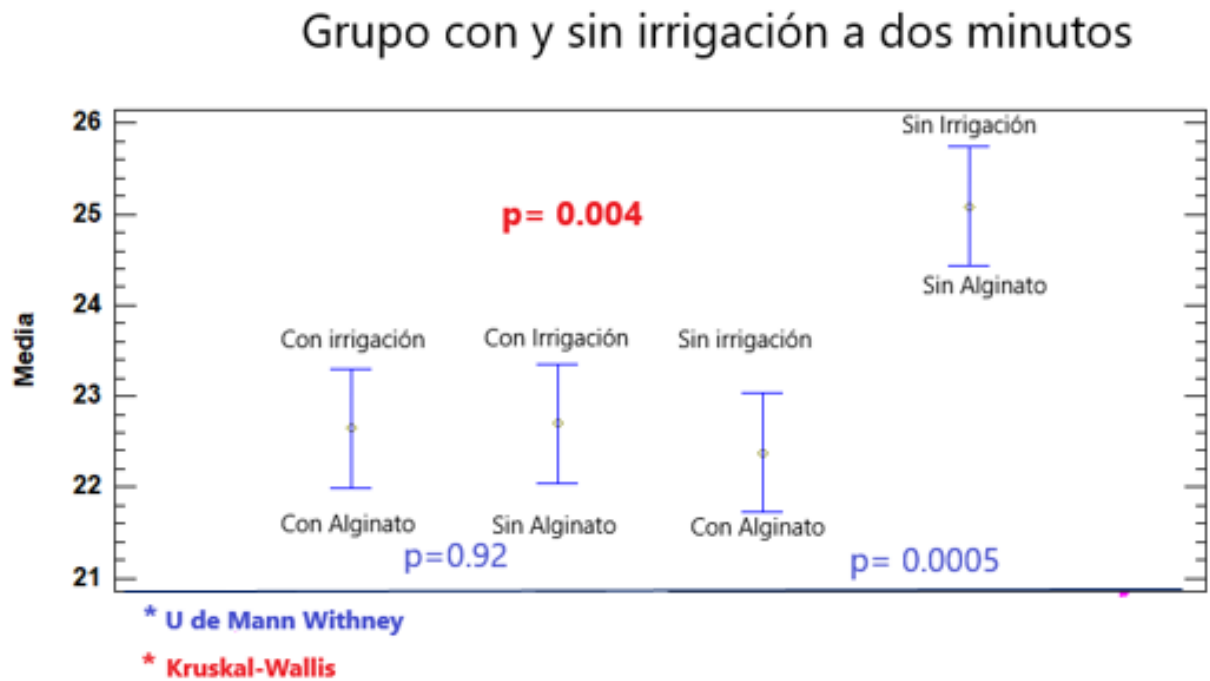 Grupo con y sin irrigación a dos minutos
26
Sin Irrigación
25
p= 0.004
Sin Alginato
24
Media
Con irrigación
Con Irrigación
Sin irrigación
23
22
Con Alginato
Sin Alginato
Con Alginato
p=0.92
p= 0.0005
21
* U de Mann Withney
* Kruskal-Wallis